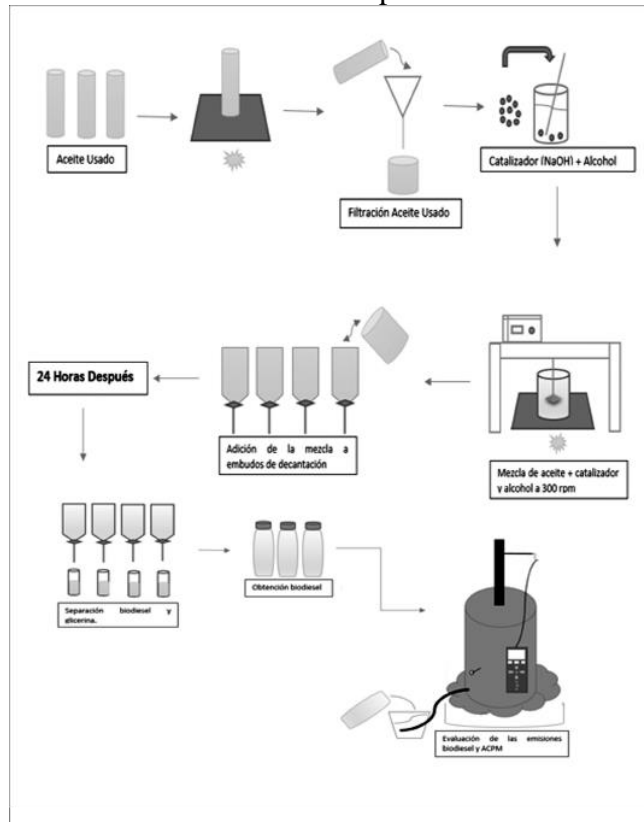 Aceite Usado
Filtración Aceite Usado
Catalizador (NaOH) + Alcohol
Mezcla de aceite + catalizador
y alcohol a 300 rpm
Adición de la mezcla a
embudos de decantación
24 Horas Después
Separación biodiesel y
glicerina.
Obtención biodiesel
Evaluación de las emisiones
biodiesel y ACPM